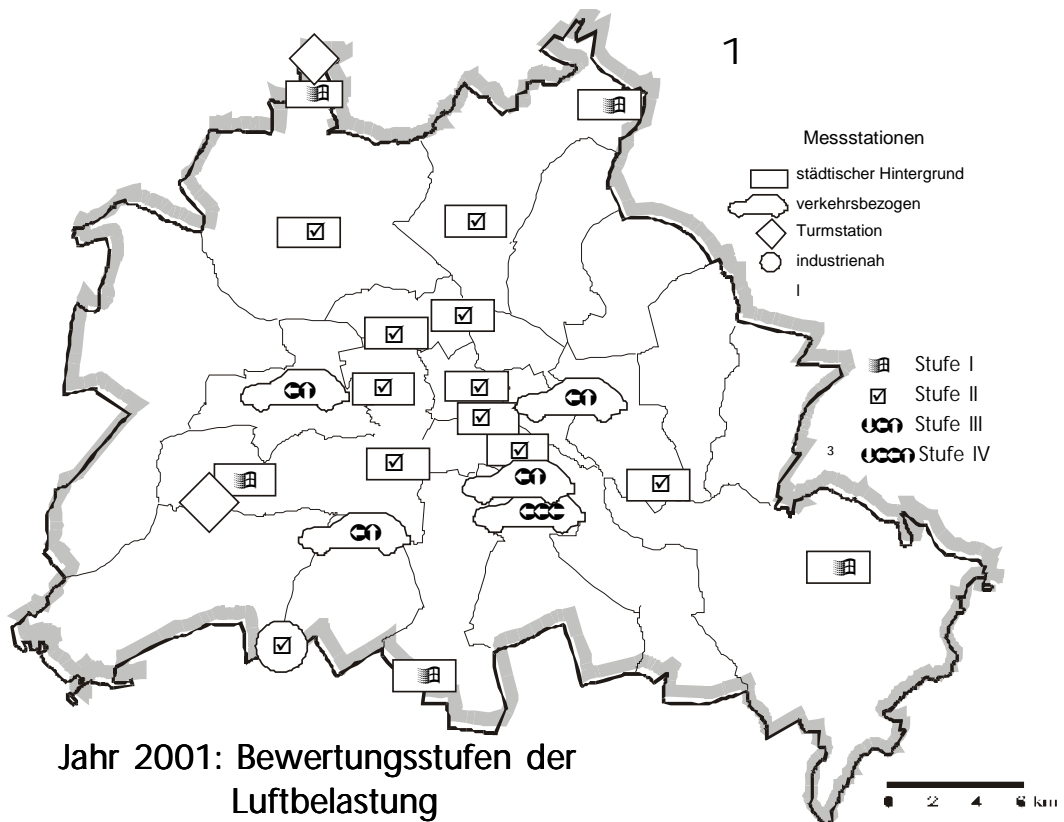 1
Messstationen
städtischer Hintergrund
verkehrsbezogen
Turmstation
industrienah
I
Stufe I
Stufe II
Stufe III
3
Stufe IV
Jahr 2001: Bewertungsstufen der
Luftbelastung
0 2 4 6 km